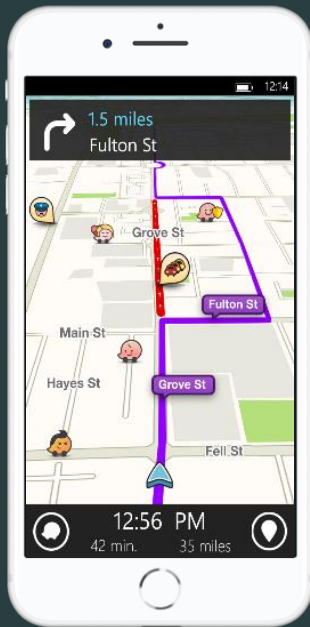 12:14
1.5 miles
Fulton St
Grove St
Fulton St
Main St
Hayes St
Grove St
Fell St
12:56 PM
42 min. 35 miles